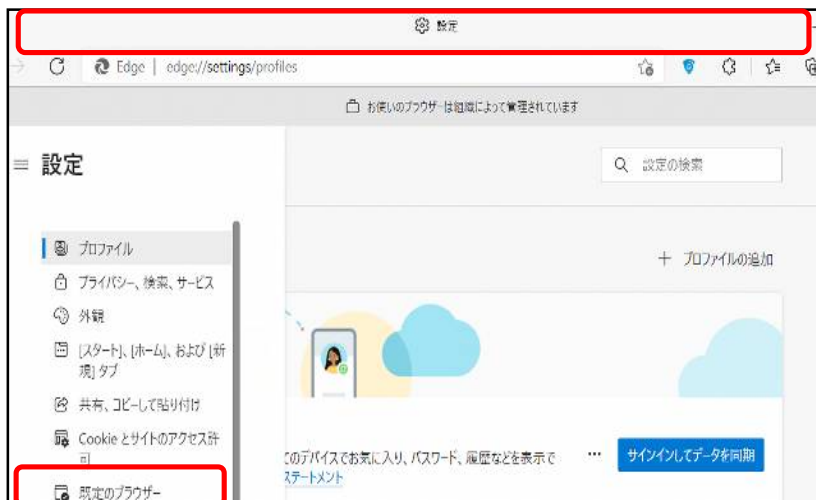 設定
Edge | edge://settings/profiles
お使いのブラウザーは組織によって管理されています
設定
設定の検索
プロファイル
プライバシー、検索、サービス
外観
[スタート]、[ホーム]、および [新
規] タブ
共有、コピーして貼り付け
Cookie とサイトのアクセス許
可
既定のブラウザー
プロファイルの追加
てのデバイスでお気に入り、パスワード、履歴などを表示で
ステートメント
サインインしてデータを同期